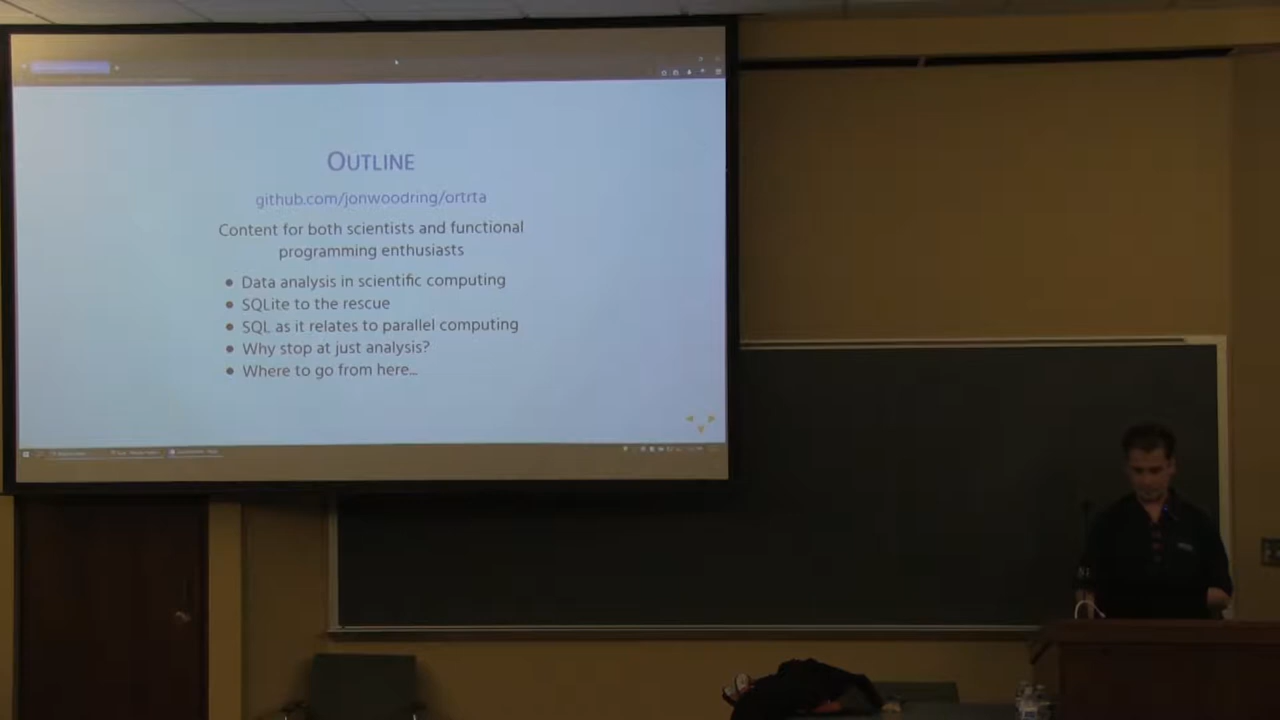 OUTLINE
github.com/jonwoodring/ortrta
Content for both scientists and functional
programming enthusiasts
• Data analysis in scientific computing
• SQLite to the rescue
• SQL as it relates to parallel computing
• Why stop at just analysis?
• Where to go from here...